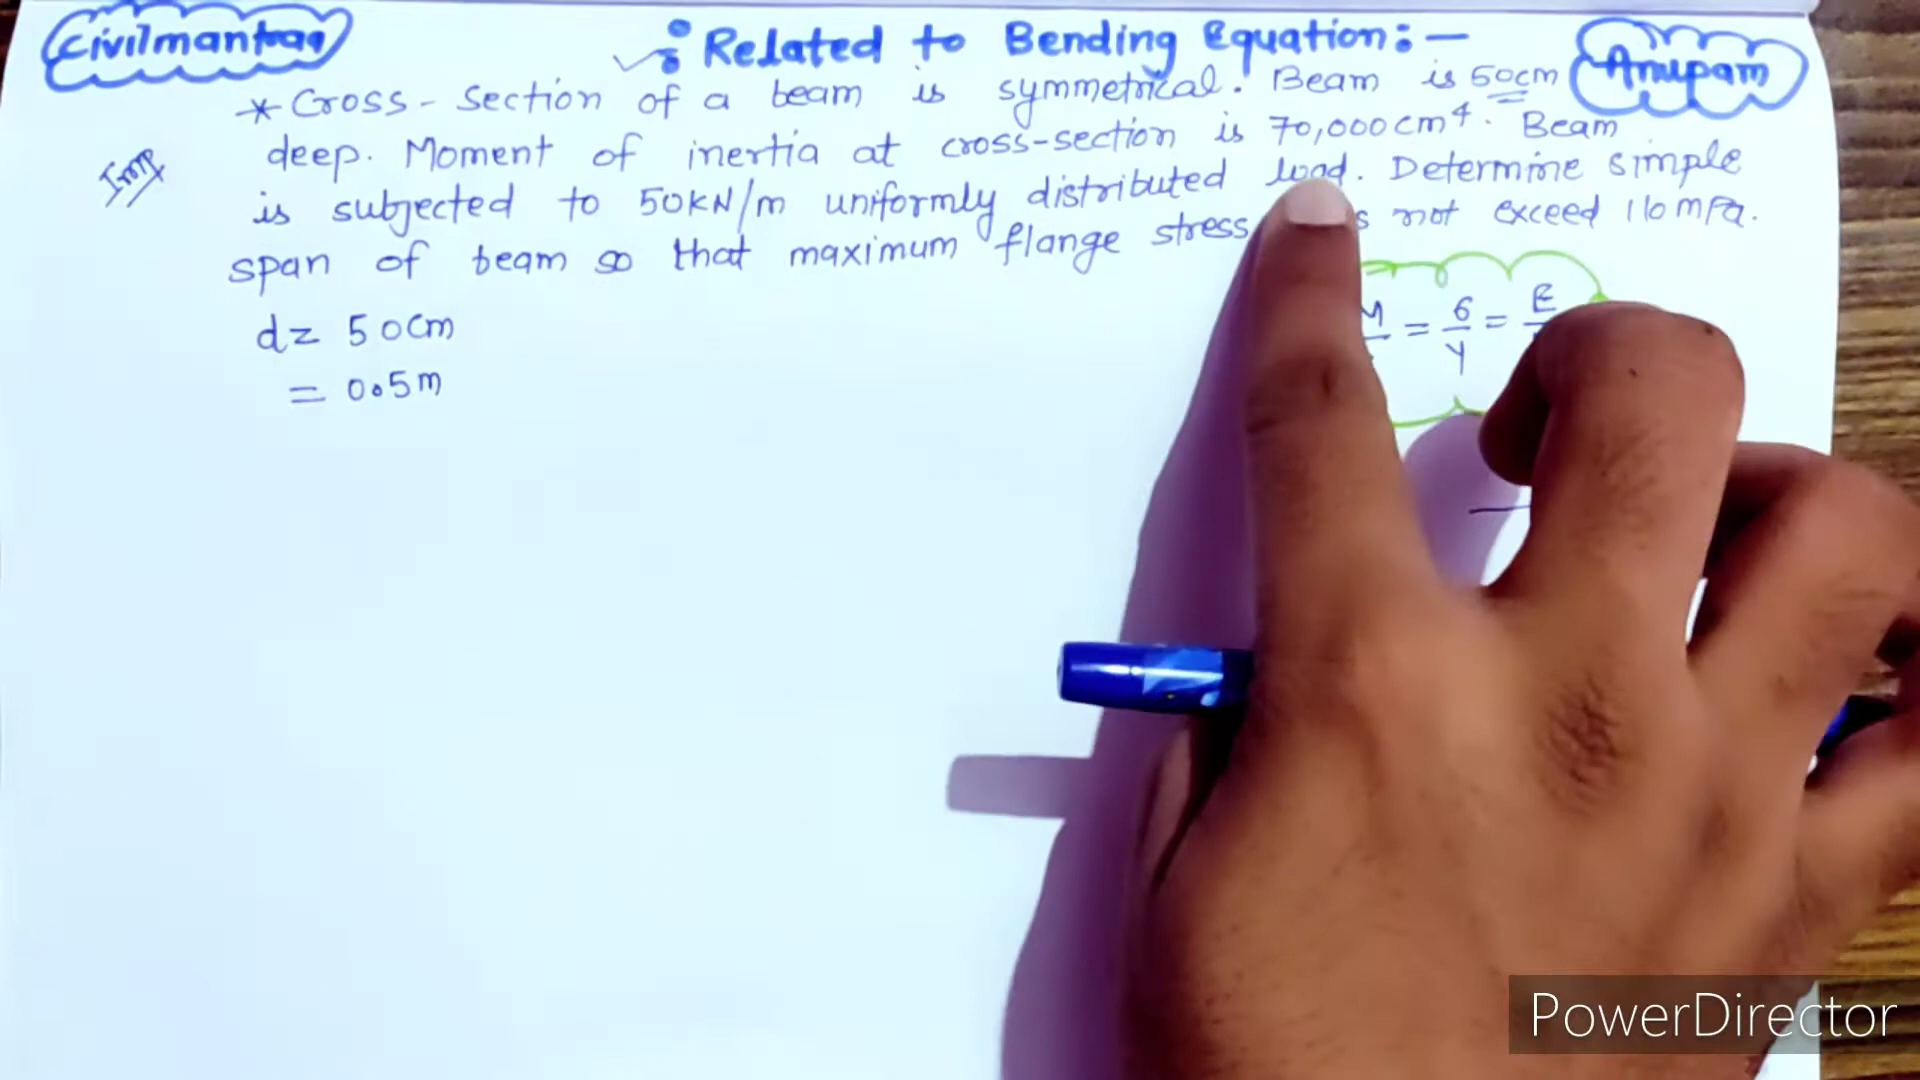 Civilmantra
Related to Bending Equation:-
Anupam
Imp
* Cross-section of a beam is symmetrical. Beam is 50cm
deep. Moment of inertia at cross-section is 70,000cm⁴. Beam
is subjected to 50kN/m uniformly distributed load. Determine simple
span of beam so that maximum flange stress not exceed 110mPa.
d= 50cm
= 0.5m
M = 6/y = E
PowerDirector